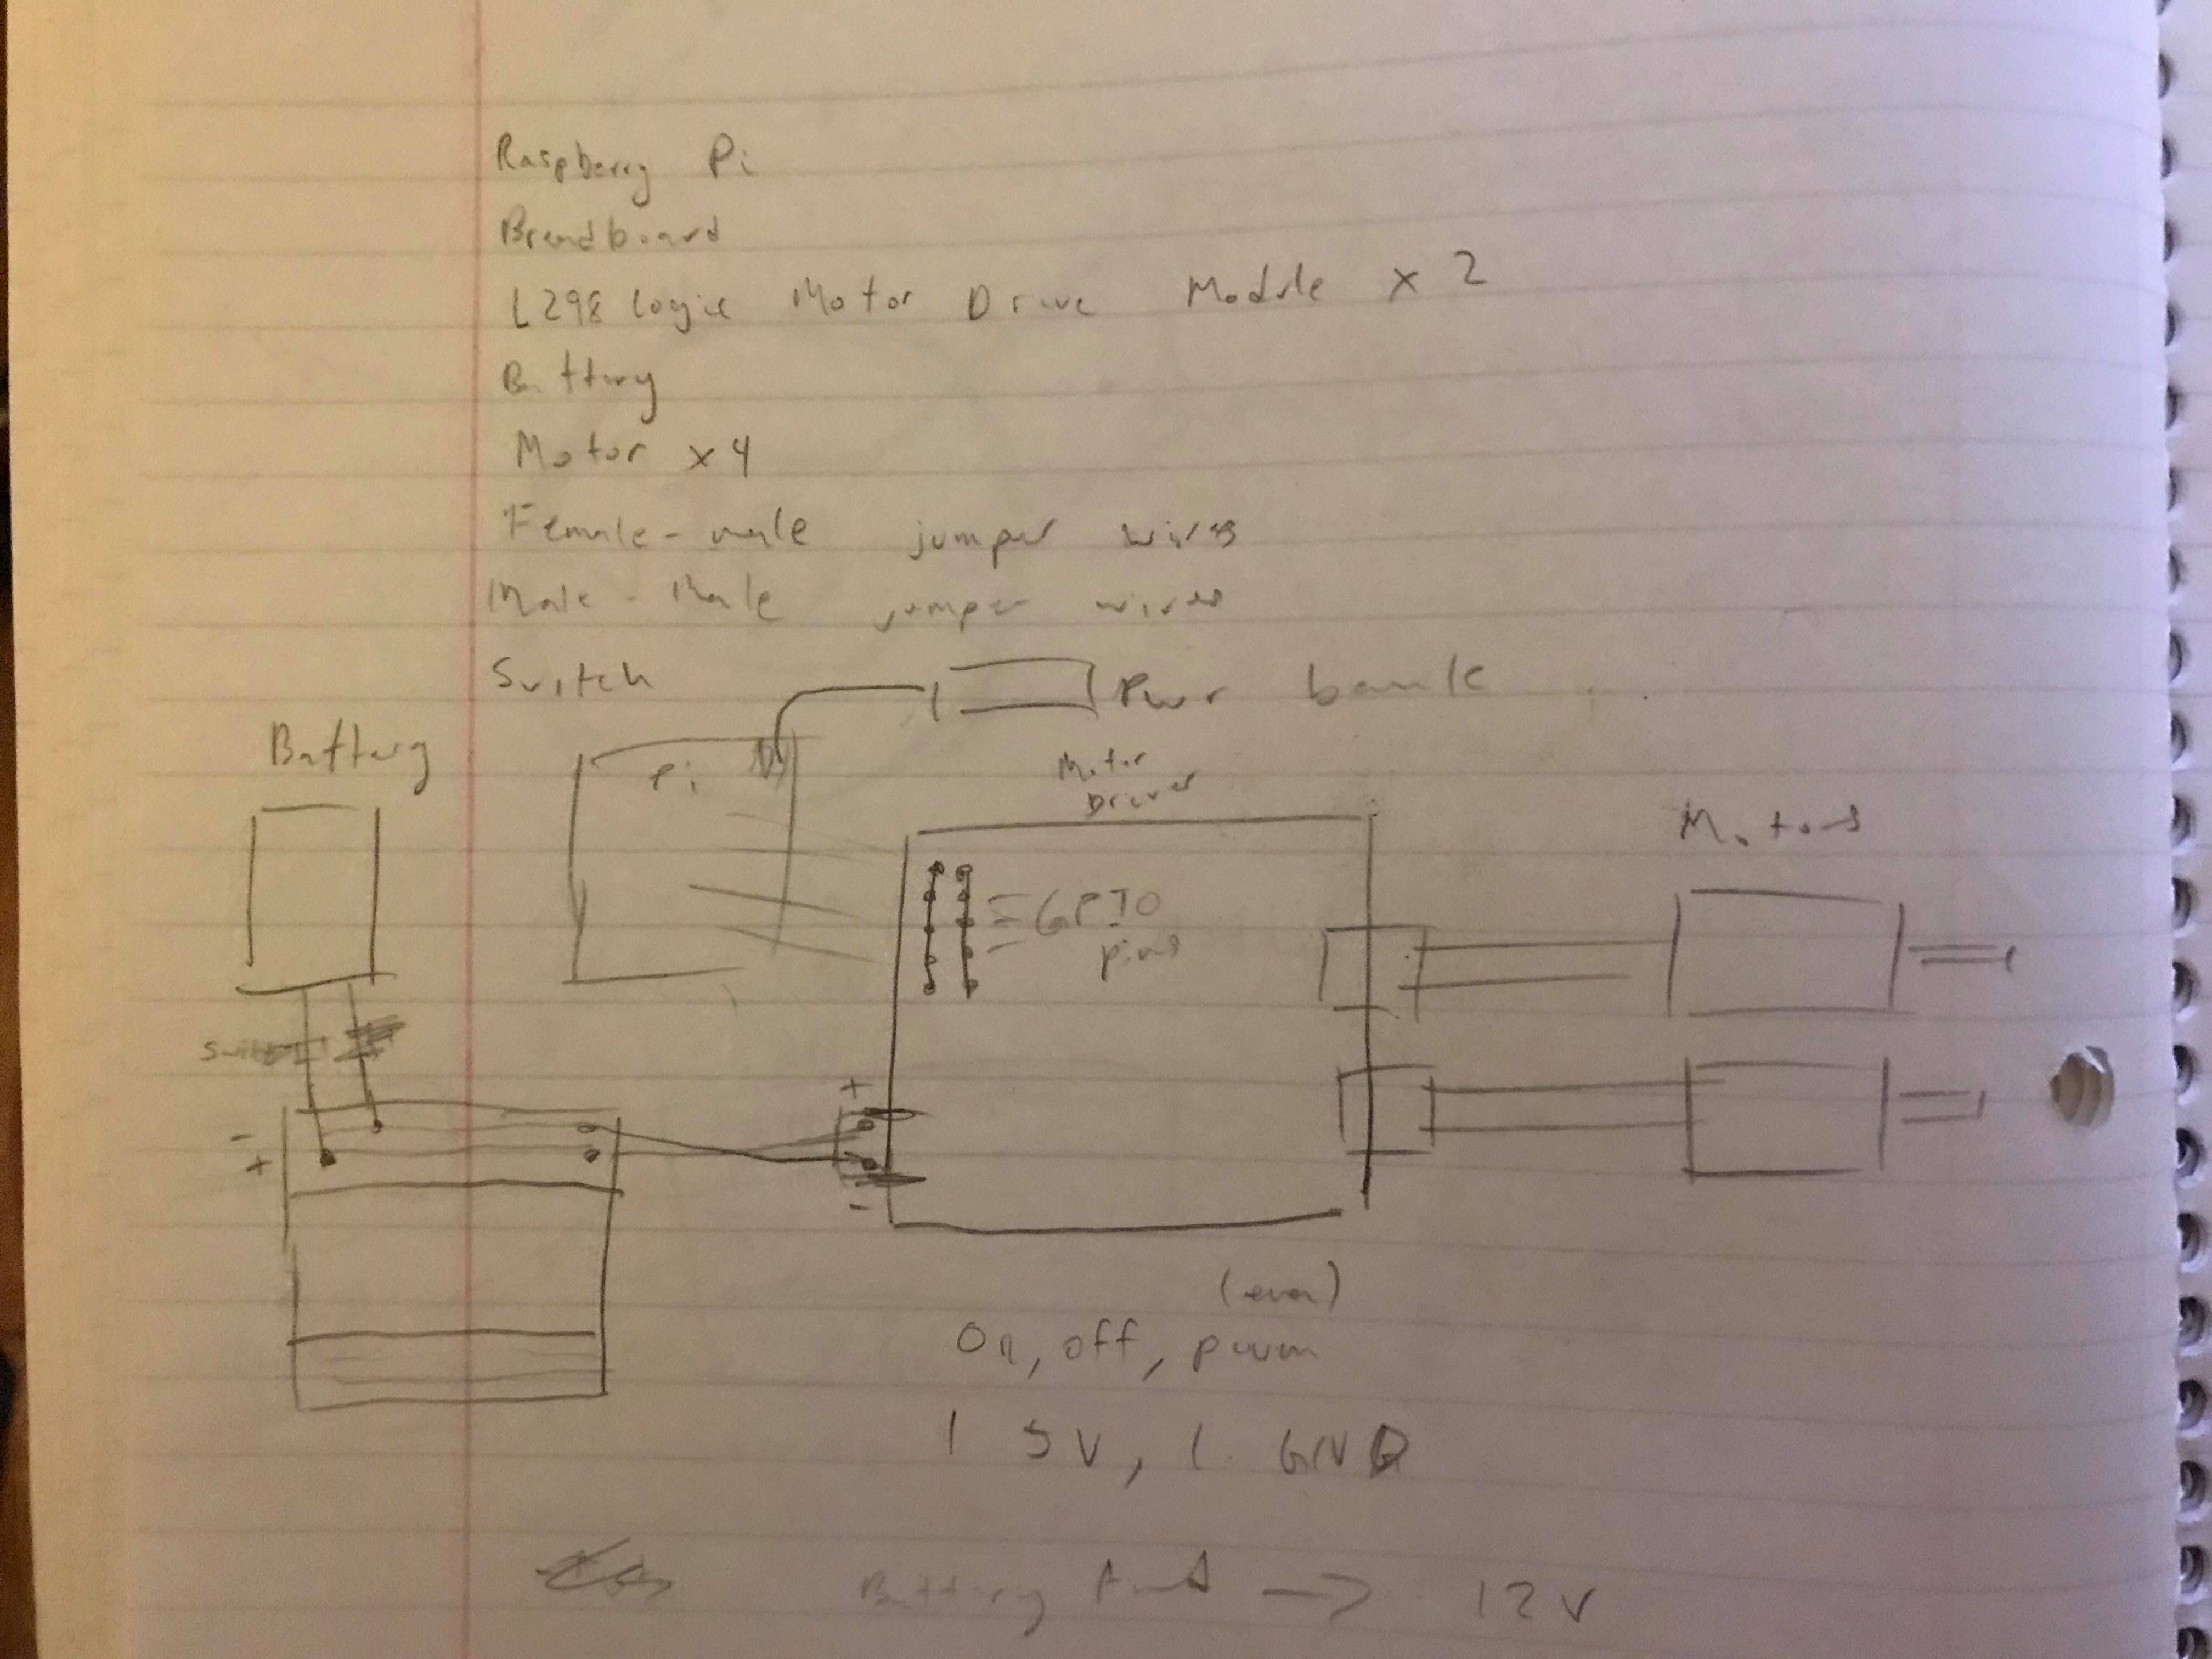 Raspberry Pi
Breadboard
L298 Logic Motor Drive Module x 2
Battery
Motor x4
Female-male jumper wires
Male-Male jumper wires
Switch
Pwr bank
Battery
Pi
Motor
Driver
Motors
GPIO
pins
Switch
+
-
+
-
On, off, pwm
1 5V, 1 GND
Battery → 12V